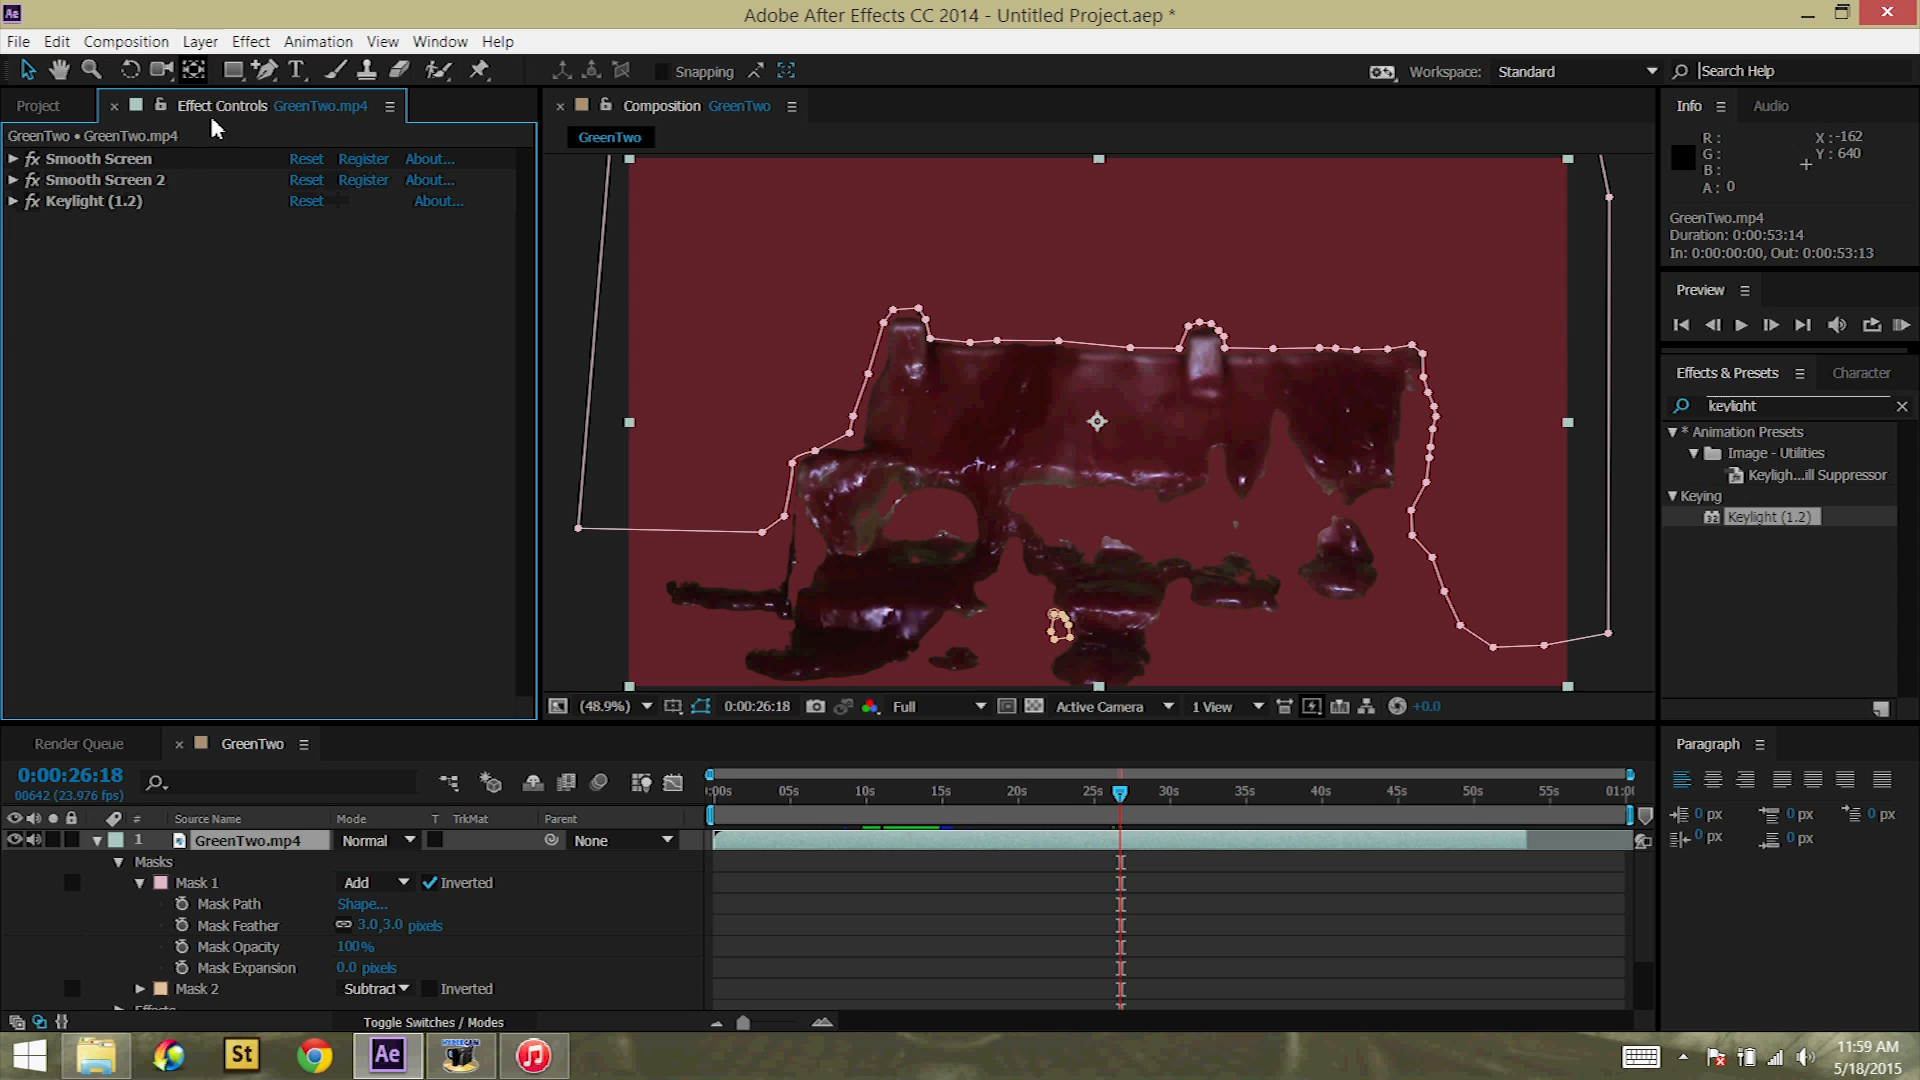 Adobe After Effects CC 2014 - Untitled Project.aep *
File Edit Composition Layer Effect Animation View Window Help
Snapping
Workspace: Standard
Search Help
Project
Effect Controls GreenTwo.mp4
GreenTwo • GreenTwo.mp4
fx Smooth Screen Reset Register About...
fx Smooth Screen 2 Reset Register About...
fx Keylight (1.2) Reset About...
Composition GreenTwo
GreenTwo
(48.9%) 0:00:26:18 Full Active Camera 1 View +0.0
Info Audio
R : X : -162
G : Y : 640
B :
A : 0
GreenTwo.mp4
Duration: 0:00:53:14
In: 0:00:00:00, Out: 0:00:53:13
Preview
Effects & Presets Character
keylight
* Animation Presets
Image - Utilities
Keyligh...ill Suppressor
Keying
32 Keylight (1.2)
Paragraph
0 px 0 px 0 px
0 px 0 px
Render Queue GreenTwo
0:00:26:18
00642 (23.976 fps)
:00s 05s 10s 15s 20s 25s 30s 35s 40s 45s 50s 55s 01:0
# Source Name Mode T TrkMat Parent
1 GreenTwo.mp4 Normal None
Masks
Mask 1 Add Inverted
Mask Path Shape...
Mask Feather 3.0,3.0 pixels
Mask Opacity 100%
Mask Expansion 0.0 pixels
Mask 2 Subtract Inverted
Effects
Toggle Switches / Modes
St
Ae
HYPERCAM
11:59 AM
5/18/2015